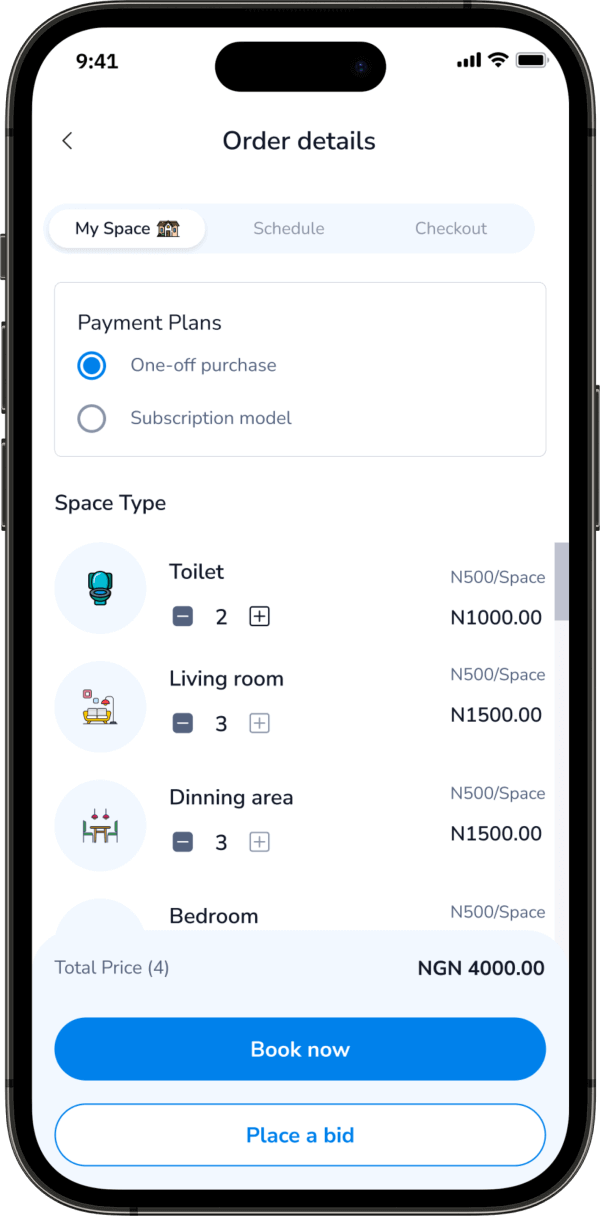 9:41
Order details
My Space Schedule Checkout
Payment Plans
One-off purchase
Subscription model
Space Type
Toilet N500/Space
2 N1000.00
Living room N500/Space
3 N1500.00
Dinning area N500/Space
3 N1500.00
Bedroom N500/Space
Total Price (4) NGN 4000.00
Book now
Place a bid